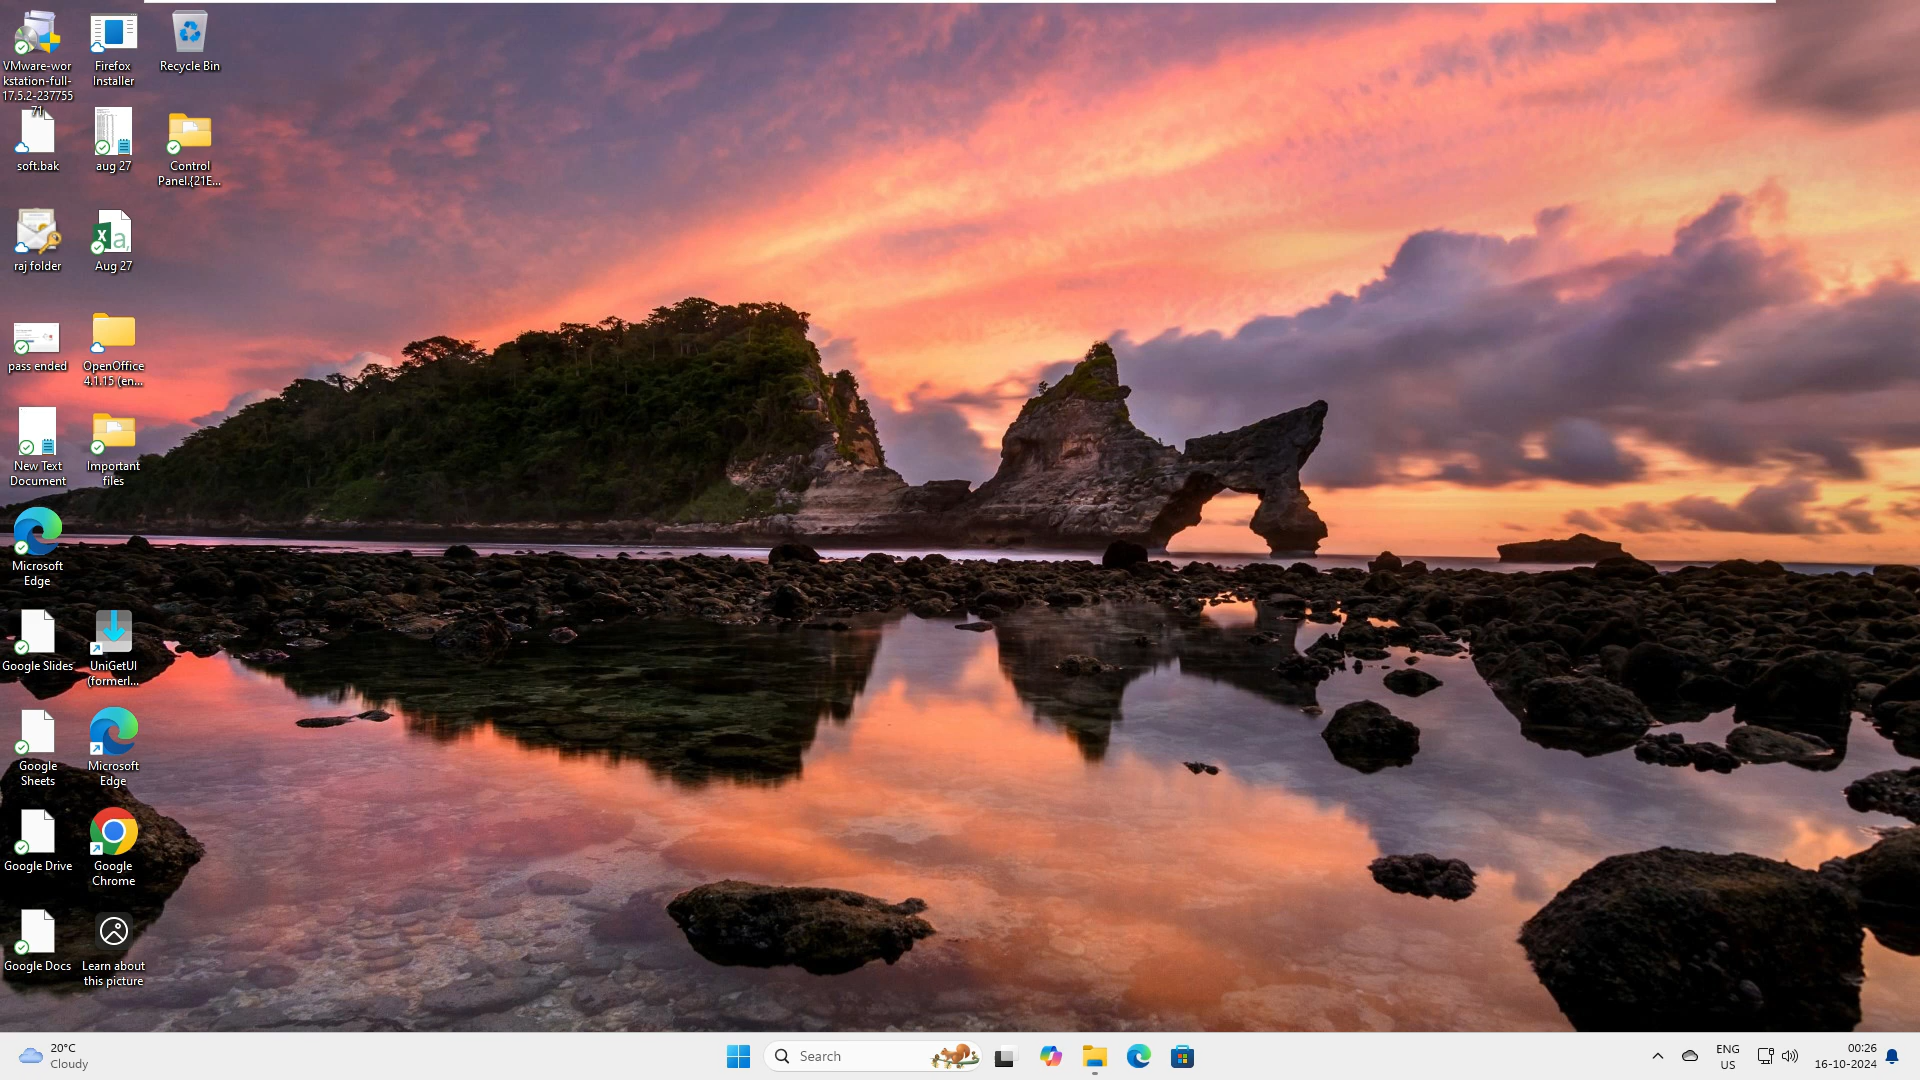 VMware-wor
kstation-full-
17.5.2-237755
71
Firefox
Installer
Recycle Bin
soft.bak
aug 27
Control
Panel.{21E...
raj folder
Aug 27
pass ended
OpenOffice
4.1.15 (en...
New Text
Document
Important
files
Microsoft
Edge
Google Slides
UniGetUI
(formerl...
Google
Sheets
Microsoft
Edge
Google Drive
Google
Chrome
Google Docs
Learn about
this picture
20°C
Cloudy
Search
ENG
US
00:26
16-10-2024